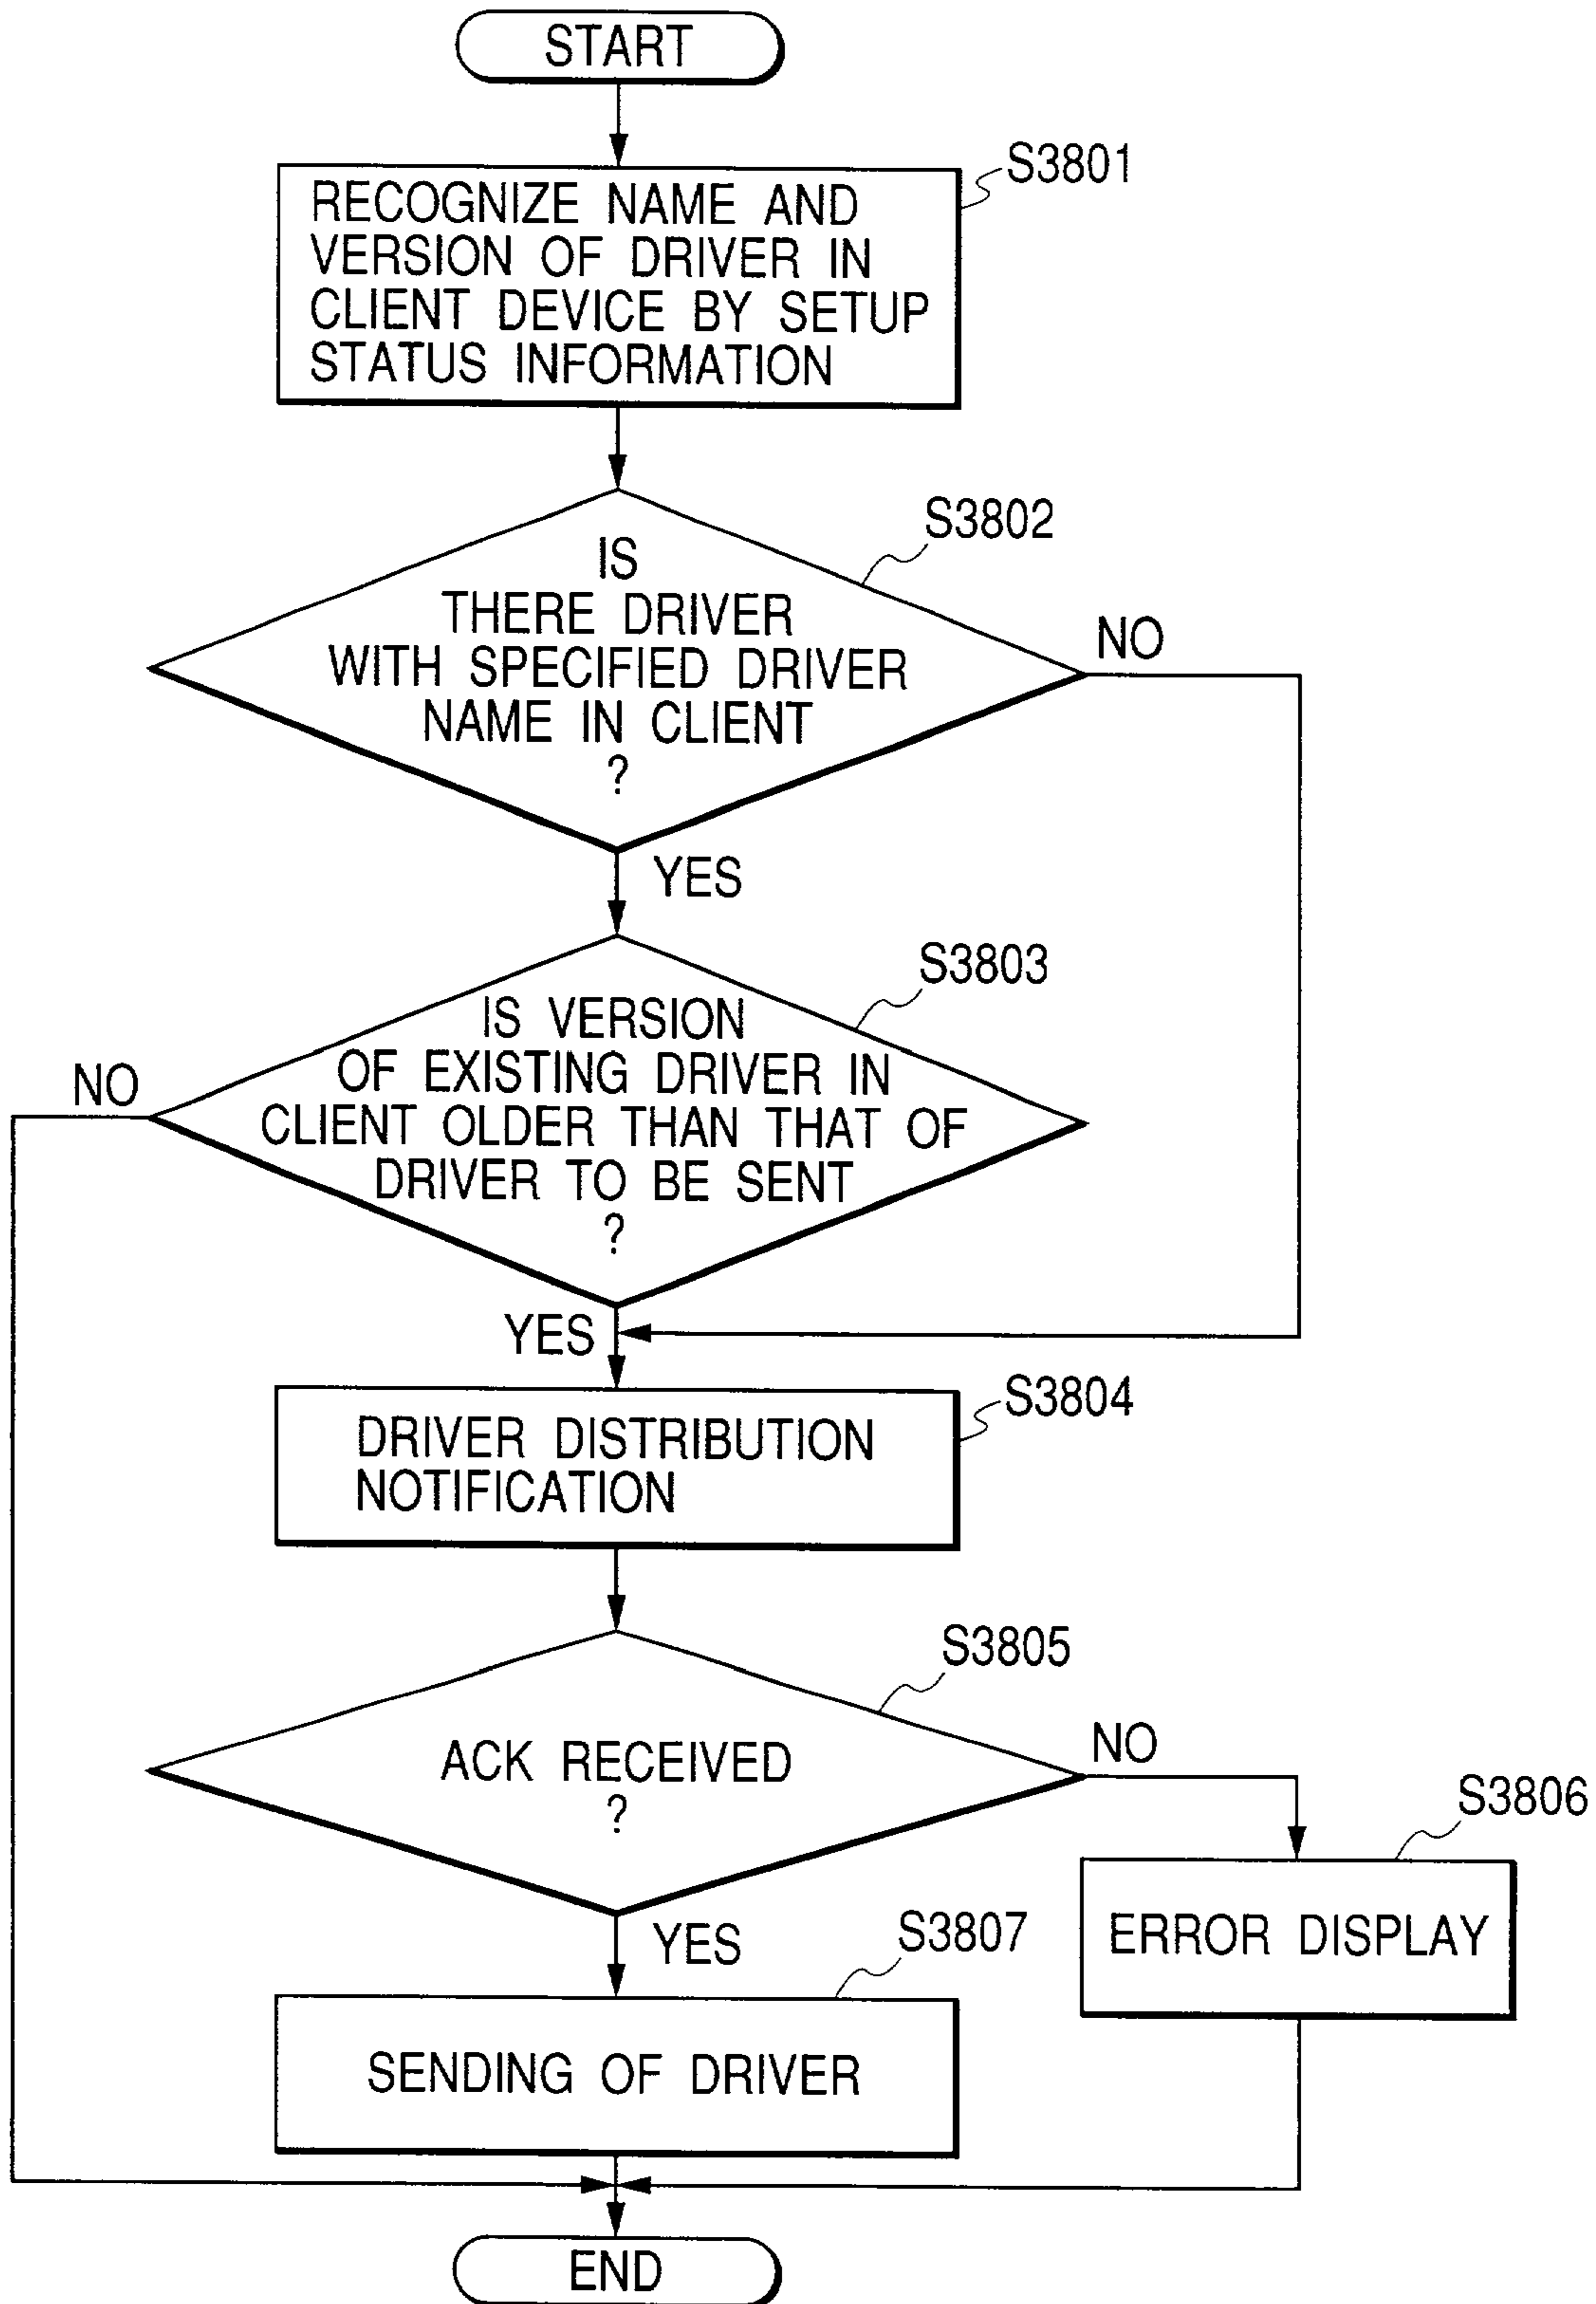 START
S3801
RECOGNIZE NAME AND
VERSION OF DRIVER IN
CLIENT DEVICE BY SETUP
STATUS INFORMATION
S3802
IS
THERE DRIVER
WITH SPECIFIED DRIVER
NAME IN CLIENT
?
NO
YES
S3803
IS VERSION
OF EXISTING DRIVER IN
CLIENT OLDER THAN THAT OF
DRIVER TO BE SENT
?
NO
YES
S3804
DRIVER DISTRIBUTION
NOTIFICATION
S3805
ACK RECEIVED
?
NO
YES
S3806
ERROR DISPLAY
S3807
SENDING OF DRIVER
END